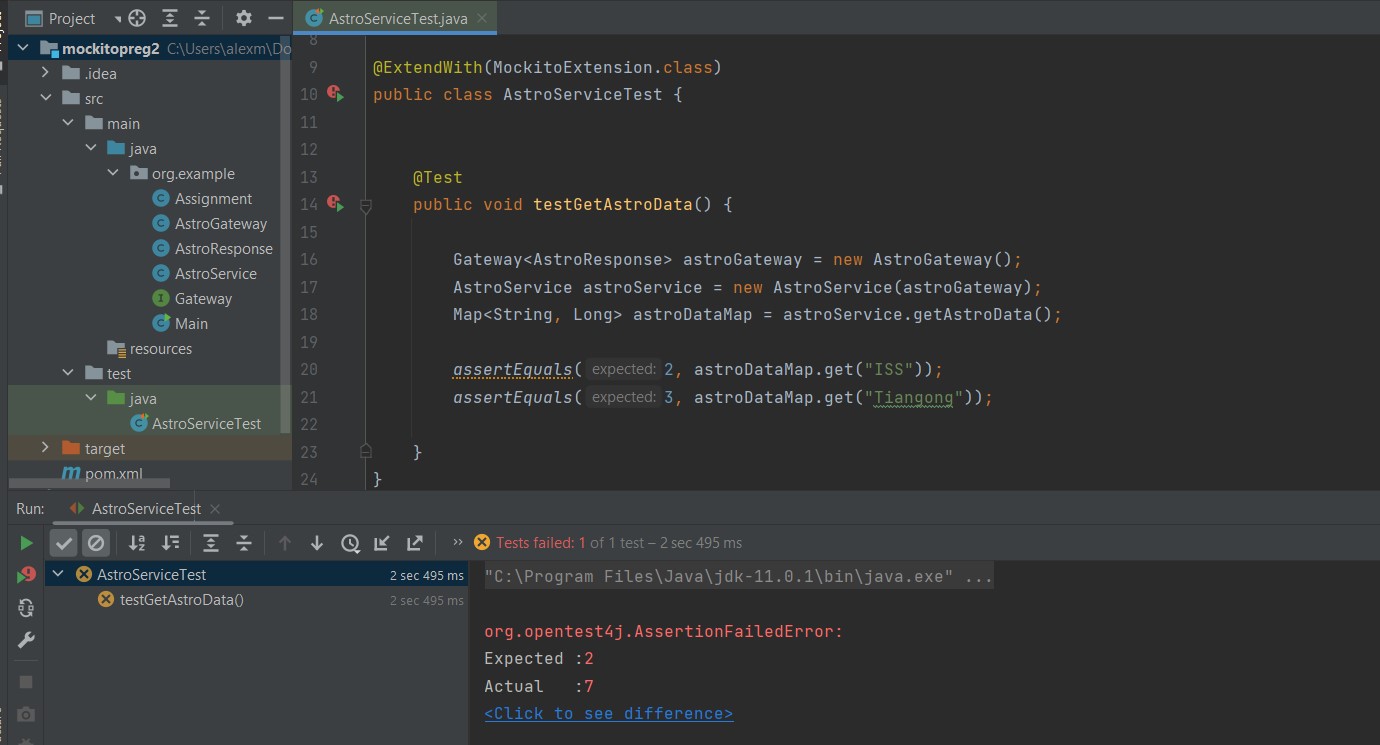 Project
AstroServiceTest.java
mockitopreg2 C:\Users\alexm\Do
.idea
src
main
java
org.example
Assignment
AstroGateway
AstroResponse
AstroService
Gateway
Main
resources
test
java
AstroServiceTest
target
pom.xml
8
9 @ExtendWith(MockitoExtension.class)
10 public class AstroServiceTest {
11
12
13 @Test
14 public void testGetAstroData() {
15
16 Gateway<AstroResponse> astroGateway = new AstroGateway();
17 AstroService astroService = new AstroService(astroGateway);
18 Map<String, Long> astroDataMap = astroService.getAstroData();
19
20 assertEquals( expected: 2, astroDataMap.get("ISS"));
21 assertEquals( expected: 3, astroDataMap.get("Tiangong"));
22
23 }
24 }
Run: AstroServiceTest
Tests failed: 1 of 1 test – 2 sec 495 ms
AstroServiceTest 2 sec 495 ms
testGetAstroData() 2 sec 495 ms
"C:\Program Files\Java\jdk-11.0.1\bin\java.exe" ...
org.opentest4j.AssertionFailedError:
Expected :2
Actual :7
<Click to see difference>